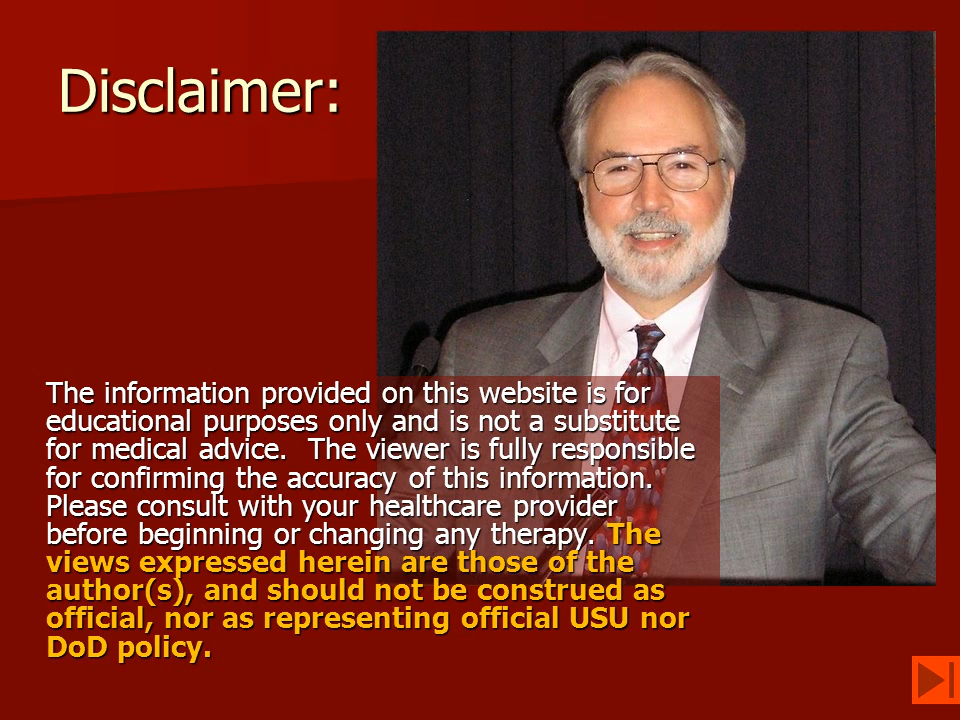 Disclaimer:
The information provided on this website is for
educational purposes only and is not a substitute
for medical advice.  The viewer is fully responsible
for confirming the accuracy of this information.
Please consult with your healthcare provider
before beginning or changing any therapy. The
views expressed herein are those of the
author(s), and should not be construed as
official, nor as representing official USU nor
DoD policy.